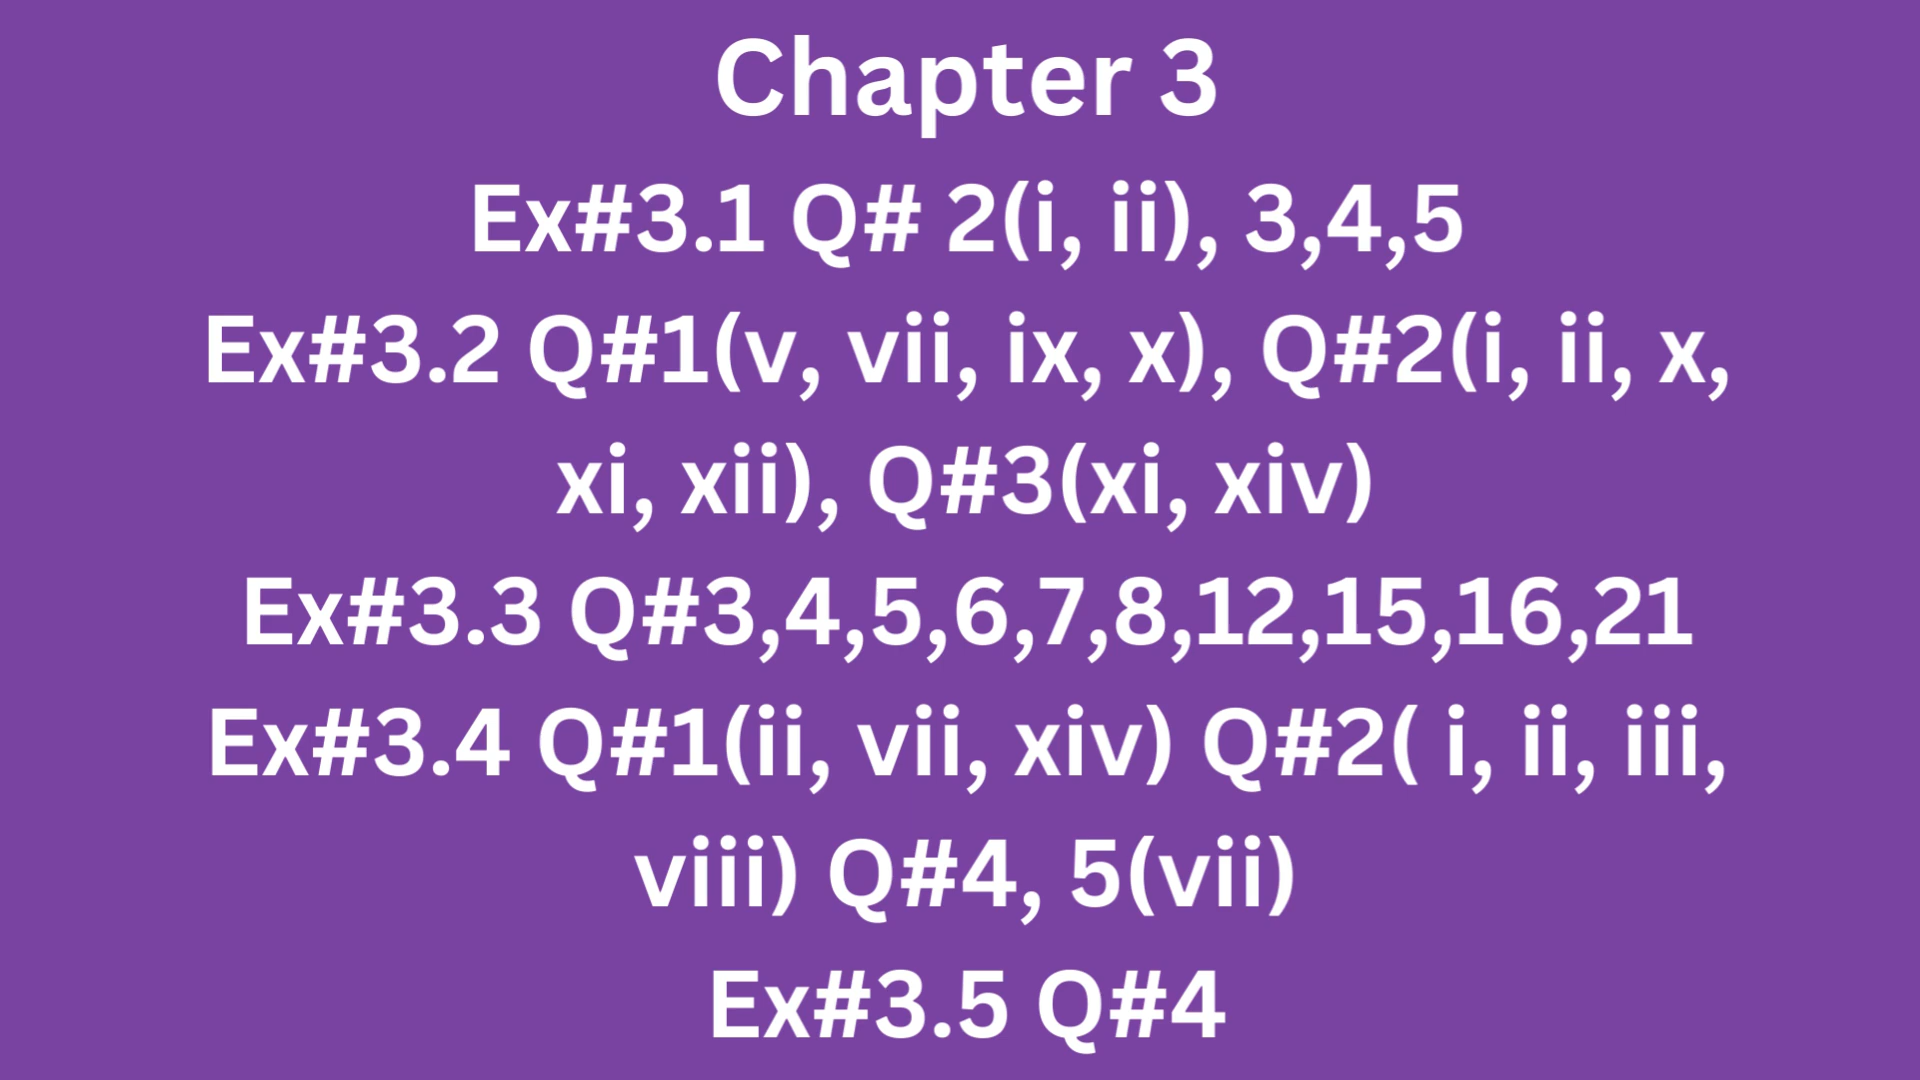 Chapter 3
Ex#3.1 Q# 2(i, ii), 3,4,5
Ex#3.2 Q#1(v, vii, ix, x), Q#2(i, ii, x,
xi, xii), Q#3(xi, xiv)
Ex#3.3 Q#3,4,5,6,7,8,12,15,16,21
Ex#3.4 Q#1(ii, vii, xiv) Q#2( i, ii, iii,
viii) Q#4, 5(vii)
Ex#3.5 Q#4